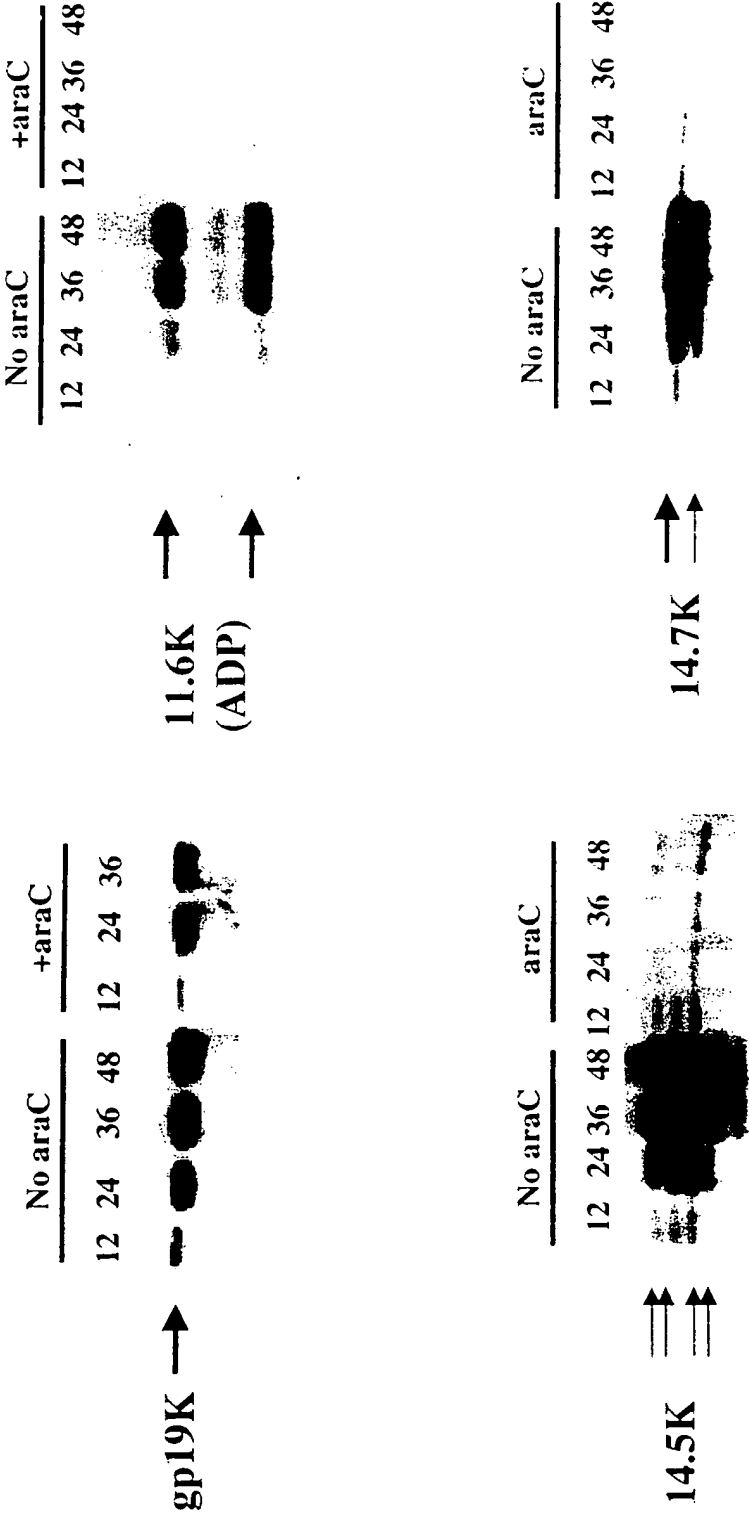 No araC +araC
12 24 36 48 12 24 36
gp19K
No araC +araC
12 24 36 48 12 24 36 48
11.6K
(ADP)
No araC araC
12 24 36 48 12 24 36 48
14.5K
No araC araC
12 24 36 48 12 24 36 48
14.7K